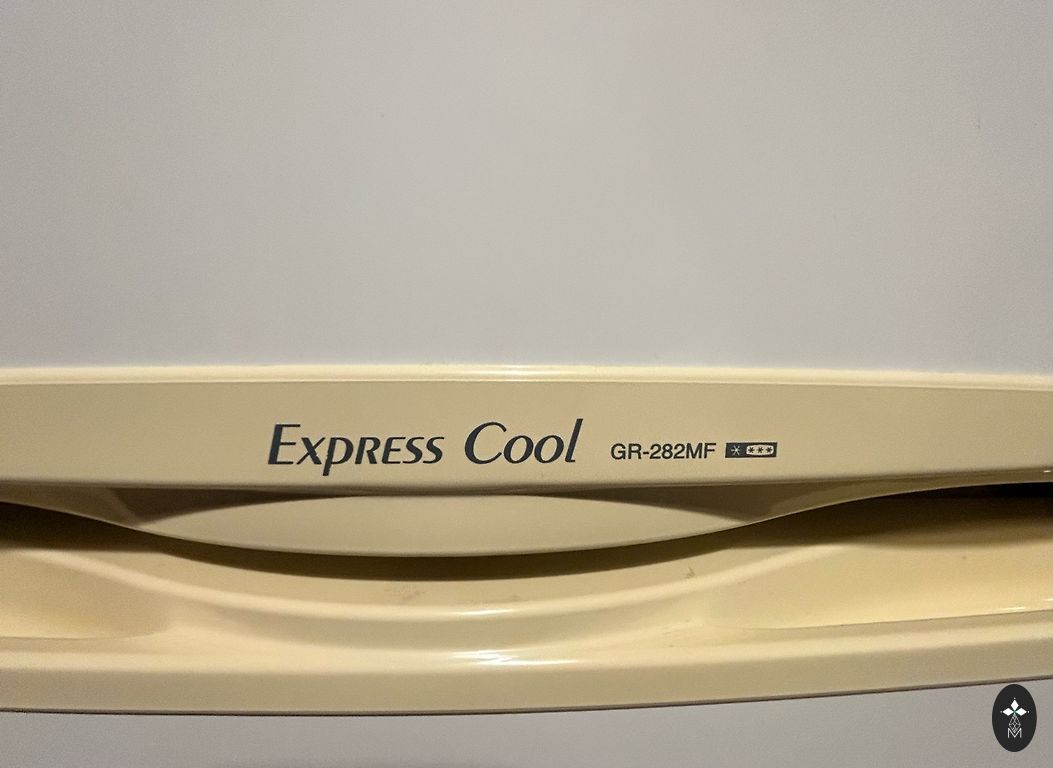 Express Cool GR-282MF
M